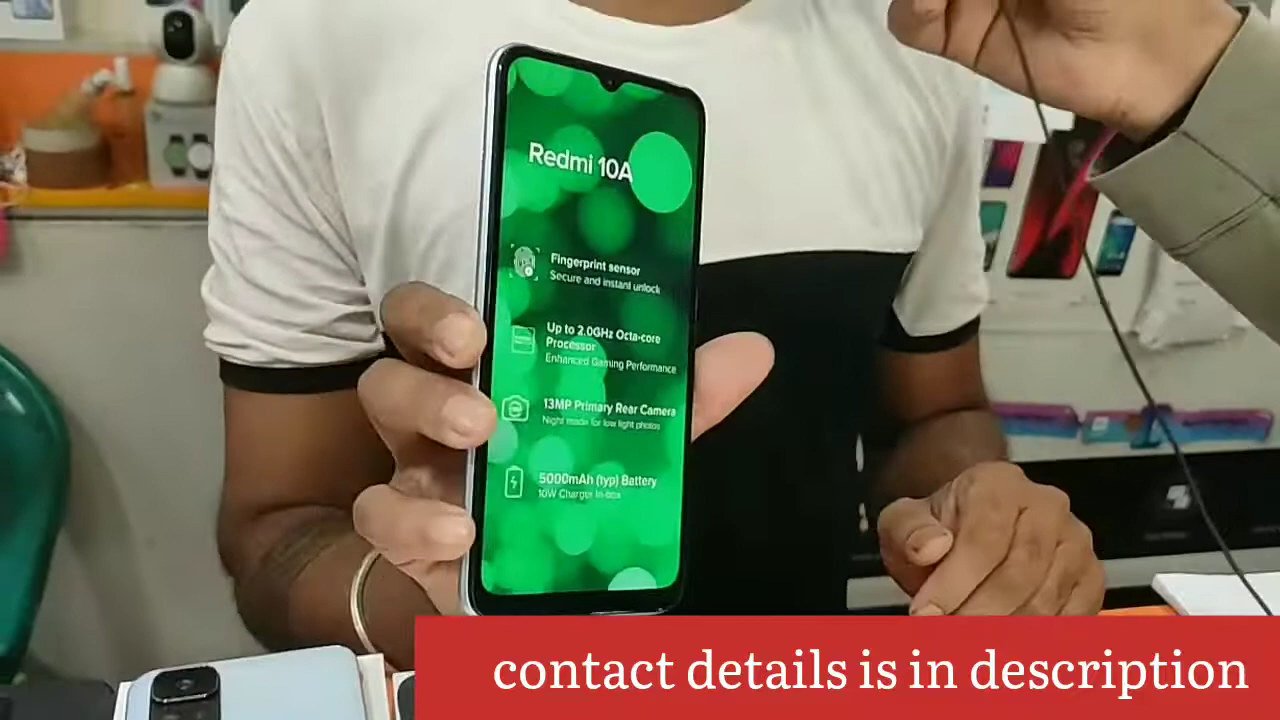 Redmi 10A
Fingerprint sensor
Secure and instant unlock
Up to 2.0GHz Octa-core
Processor
Enhanced Gaming Performance
13MP Primary Rear Camera
Night mode for low light photos
5000mAh (typ) Battery
10W Charger In-box
contact details is in description